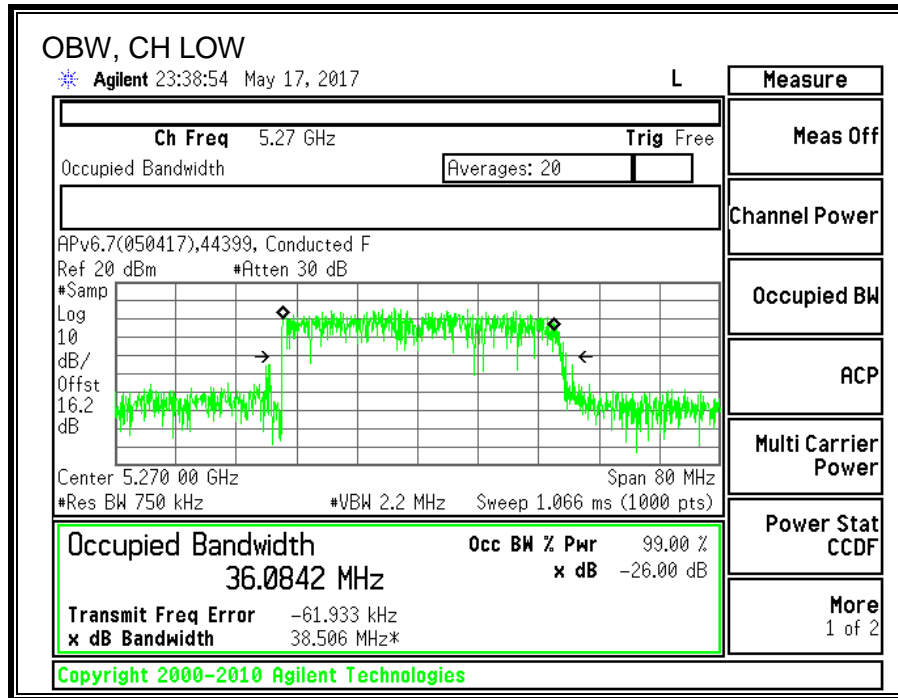 OBW, CH LOW
Agilent 23:38:54 May 17, 2017 L
Measure
Ch Freq 5.27 GHz Trig Free
Occupied Bandwidth Averages: 20
APv6.7(050417),44399, Conducted F
Ref 20 dBm #Atten 30 dB
#Samp
Log
10
dB/
Offst
16.2
dB
Center 5.270 00 GHz Span 80 MHz
#Res BW 750 kHz #VBW 2.2 MHz Sweep 1.066 ms (1000 pts)
Occupied Bandwidth Occ BW % Pwr 99.00 %
36.0842 MHz x dB -26.00 dB
Transmit Freq Error -61.933 kHz
x dB Bandwidth 38.506 MHz*
Copyright 2000-2010 Agilent Technologies
Meas Off
Channel Power
Occupied BW
ACP
Multi Carrier
Power
Power Stat
CCDF
More
1 of 2